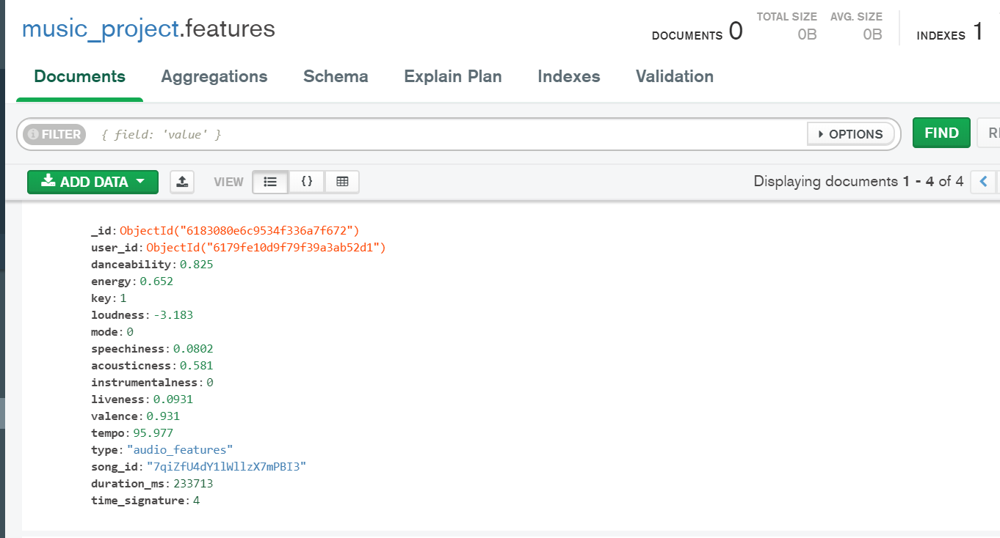 music_project.features
DOCUMENTS 0 TOTAL SIZE 0B AVG. SIZE 0B INDEXES 1
Documents Aggregations Schema Explain Plan Indexes Validation
FILTER { field: 'value' } OPTIONS FIND
ADD DATA VIEW {} Displaying documents 1 - 4 of 4
_id: ObjectId("6183080e6c9534f336a7f672")
user_id: ObjectId("6179fe10d9f79f39a3ab52d1")
danceability: 0.825
energy: 0.652
key: 1
loudness: -3.183
mode: 0
speechiness: 0.0802
acousticness: 0.581
instrumentalness: 0
liveness: 0.0931
valence: 0.931
tempo: 95.977
type: "audio_features"
song_id: "7qiZfU4dY1lWllzX7mPBI3"
duration_ms: 233713
time_signature: 4